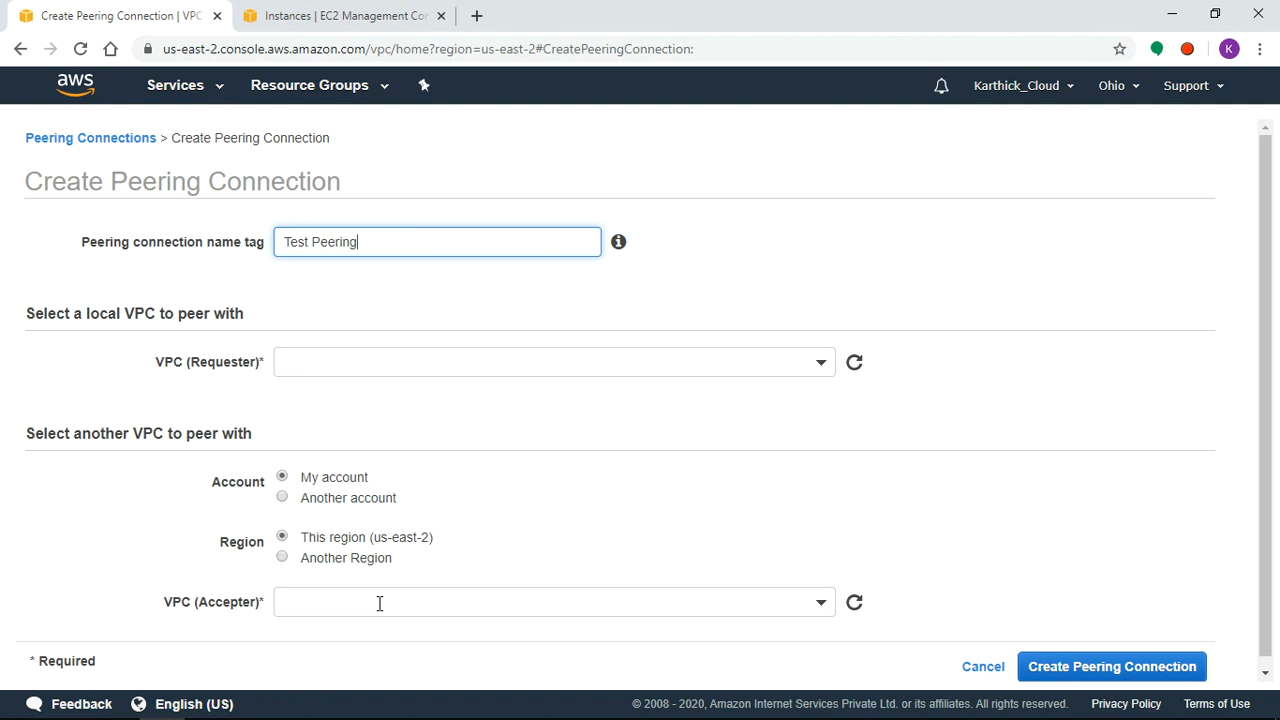 Create Peering Connection | VPC
Instances | EC2 Management Con
us-east-2.console.aws.amazon.com/vpc/home?region=us-east-2#CreatePeeringConnection:
K
aws
Services
Resource Groups
Karthick_Cloud
Ohio
Support
Peering Connections > Create Peering Connection
Create Peering Connection
Peering connection name tag
Test Peering
Select a local VPC to peer with
VPC (Requester)*
Select another VPC to peer with
Account
My account
Another account
Region
This region (us-east-2)
Another Region
VPC (Accepter)*
* Required
Cancel
Create Peering Connection
Feedback
English (US)
© 2008 - 2020, Amazon Internet Services Private Ltd. or its affiliates. All rights reserved.
Privacy Policy
Terms of Use